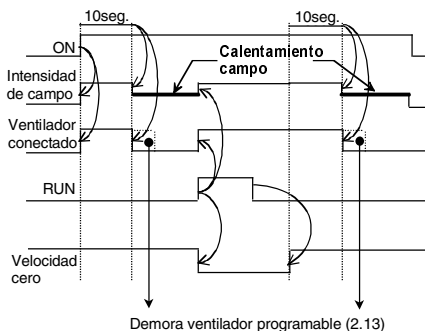 10seg.
10seg.
ON
Calentamiento
campo
Intensidad
de campo
Ventilador
conectado
RUN
Velocidad
cero
Demora ventilador programable (2.13)